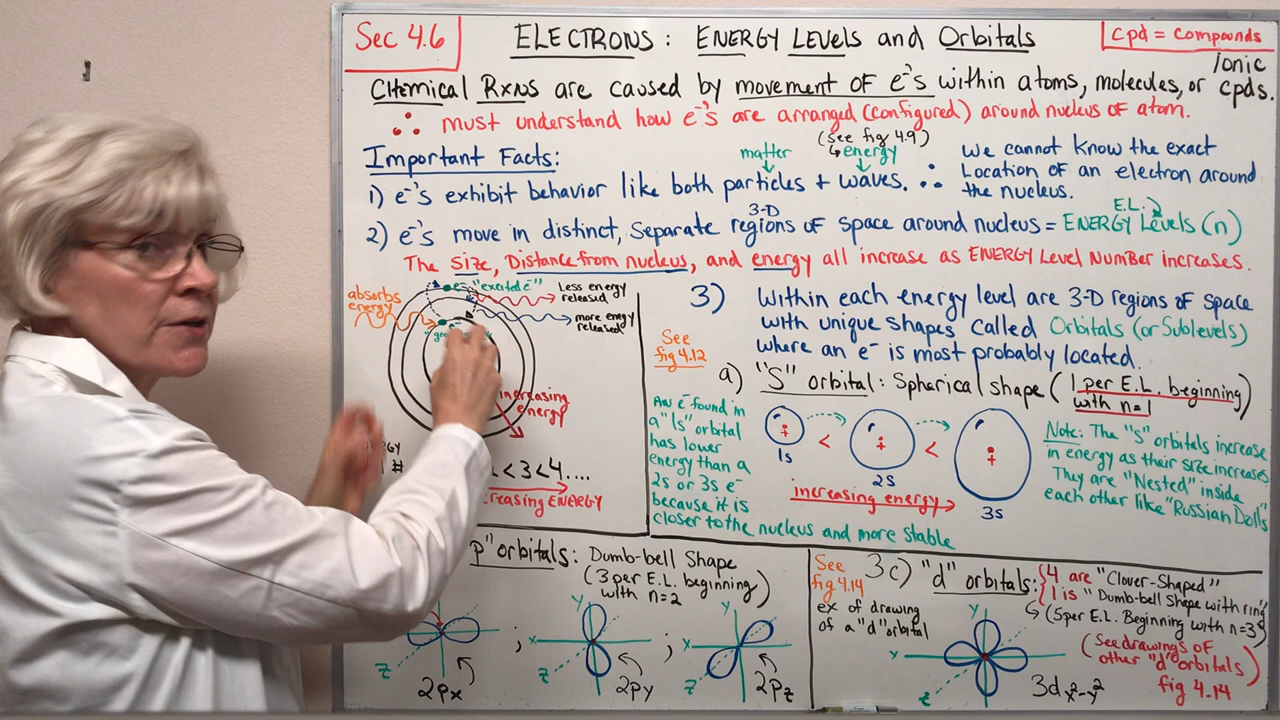 Sec 4.6
ELECTRONS: ENERGY LEVELS and Orbitals
cpd = compounds
Chemical Rxns are caused by movement of e⁻'s within atoms, molecules, or ionic cpds.
∴ must understand how e⁻'s are arranged (configured) around nucleus of atom.
(see fig 4.9)
Important Facts:
matter
↳energy
1) e⁻'s exhibit behavior like both particles + waves. ∴
we cannot know the exact
Location of an electron around
the nucleus.
3-D
E.L.
2) e⁻'s move in distinct, separate regions of space around nucleus = ENERGY Levels (n)
The size, Distance from nucleus, and energy all increase as ENERGY Level Number increases.
absorbs
energy
e⁻ "excited e⁻"
Less energy
released
more enegy
released
increasing
energy
<3<4....
ENERGY
#
3) Within each energy level are 3-D regions of space
with unique shapes called Orbitals (or Sublevels)
where an e⁻ is most probably located.
See
fig 4.12
a) "S" orbital: Spherical shape (1 per E.L. beginning
with n=1)
An e⁻ found in
a "1s" orbital
has lower
energy than a
2s or 3s e⁻
because it is
closer to the nucleus and more stable
+ < + < +
1s
2s
3s
increasing energy
Note: The "s" orbitals increase
in energy as their size increases
They are "Nested" inside
each other like "Russian Dolls"
p" orbitals: Dumb-bell Shape
(3 per E.L. beginning
with n=2)
z
2px
;
y
x
z
2py
;
y
x
z
2pz
See
fig 4.14
ex of drawing
of a "d" orbital
3c) "d" orbitals: {4 are "Clover-Shaped"
{1 is "Dumb-bell Shape with ring"
↳ (5 per E.L. Beginning with n=3)
(See drawings of
other "d" orbitals)
fig 4.14
y
x
z
3d x²-y²